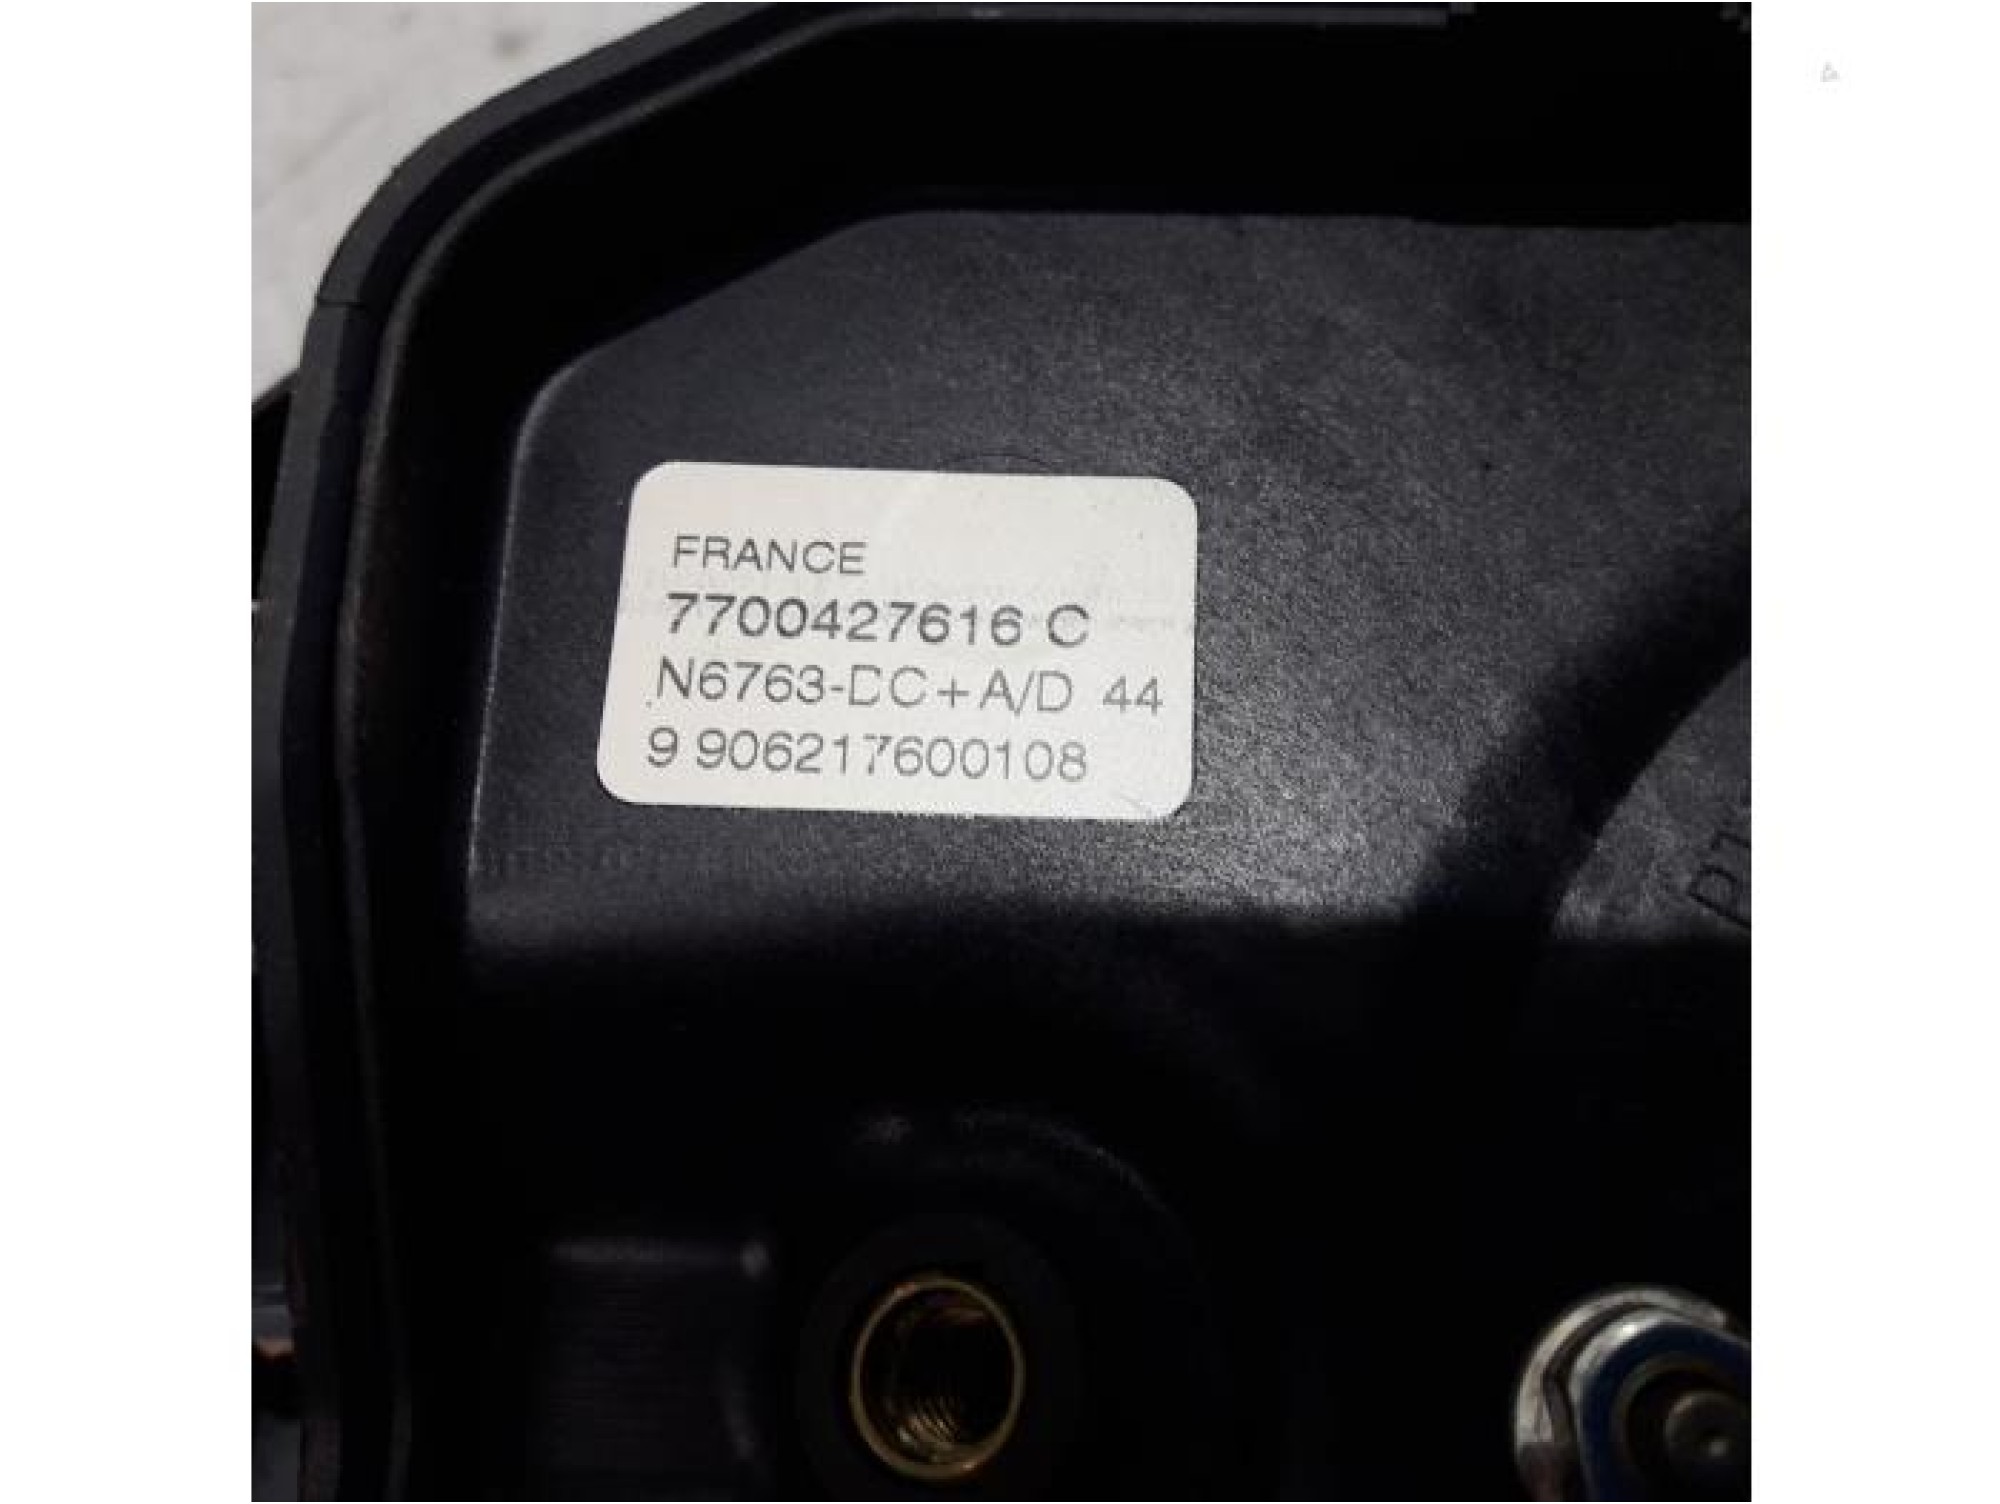 FRANCE
7700427616 C
N6763-DC+A/D 44
9 906217600108